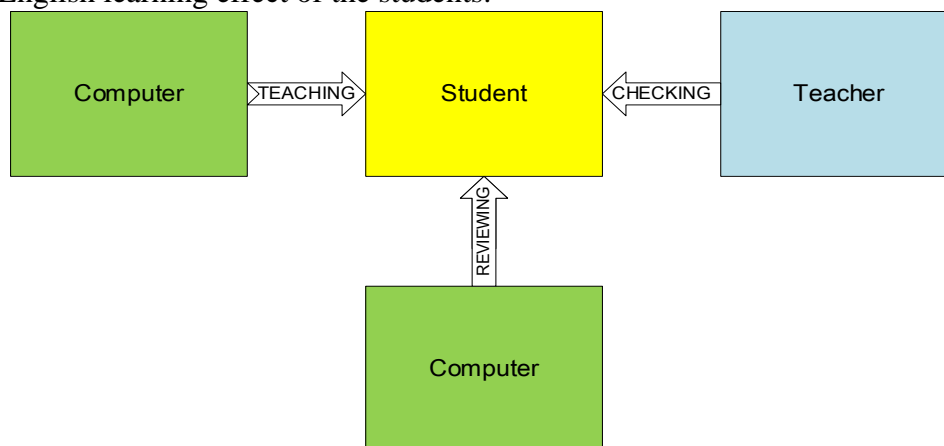 English learning effect of the students.
Computer
TEACHING
Student
CHECKING
Teacher
REVIEWING
Computer